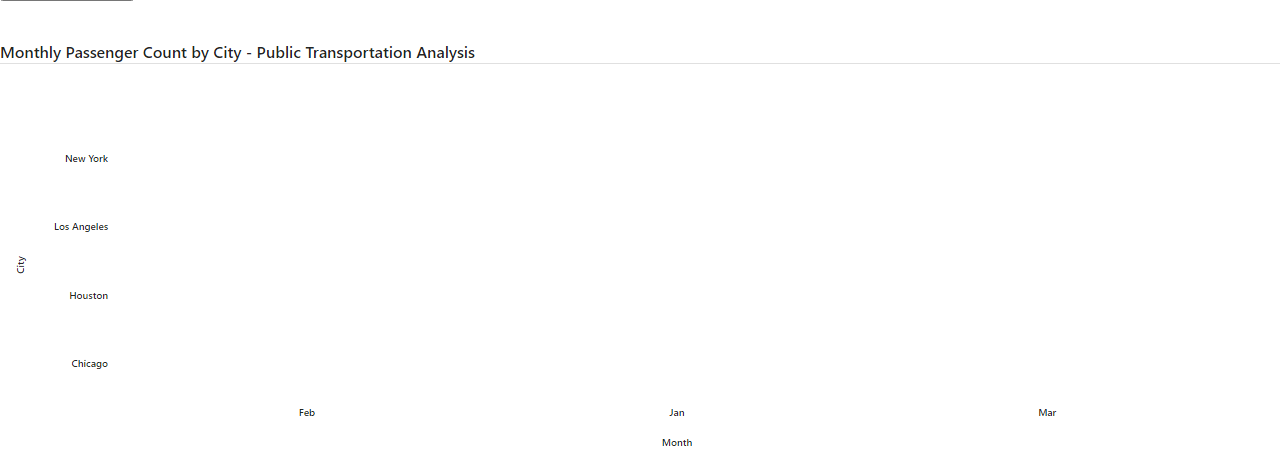 Monthly Passenger Count by City - Public Transportation Analysis
New York
Los Angeles
City
Houston
Chicago
Feb Jan Mar
Month